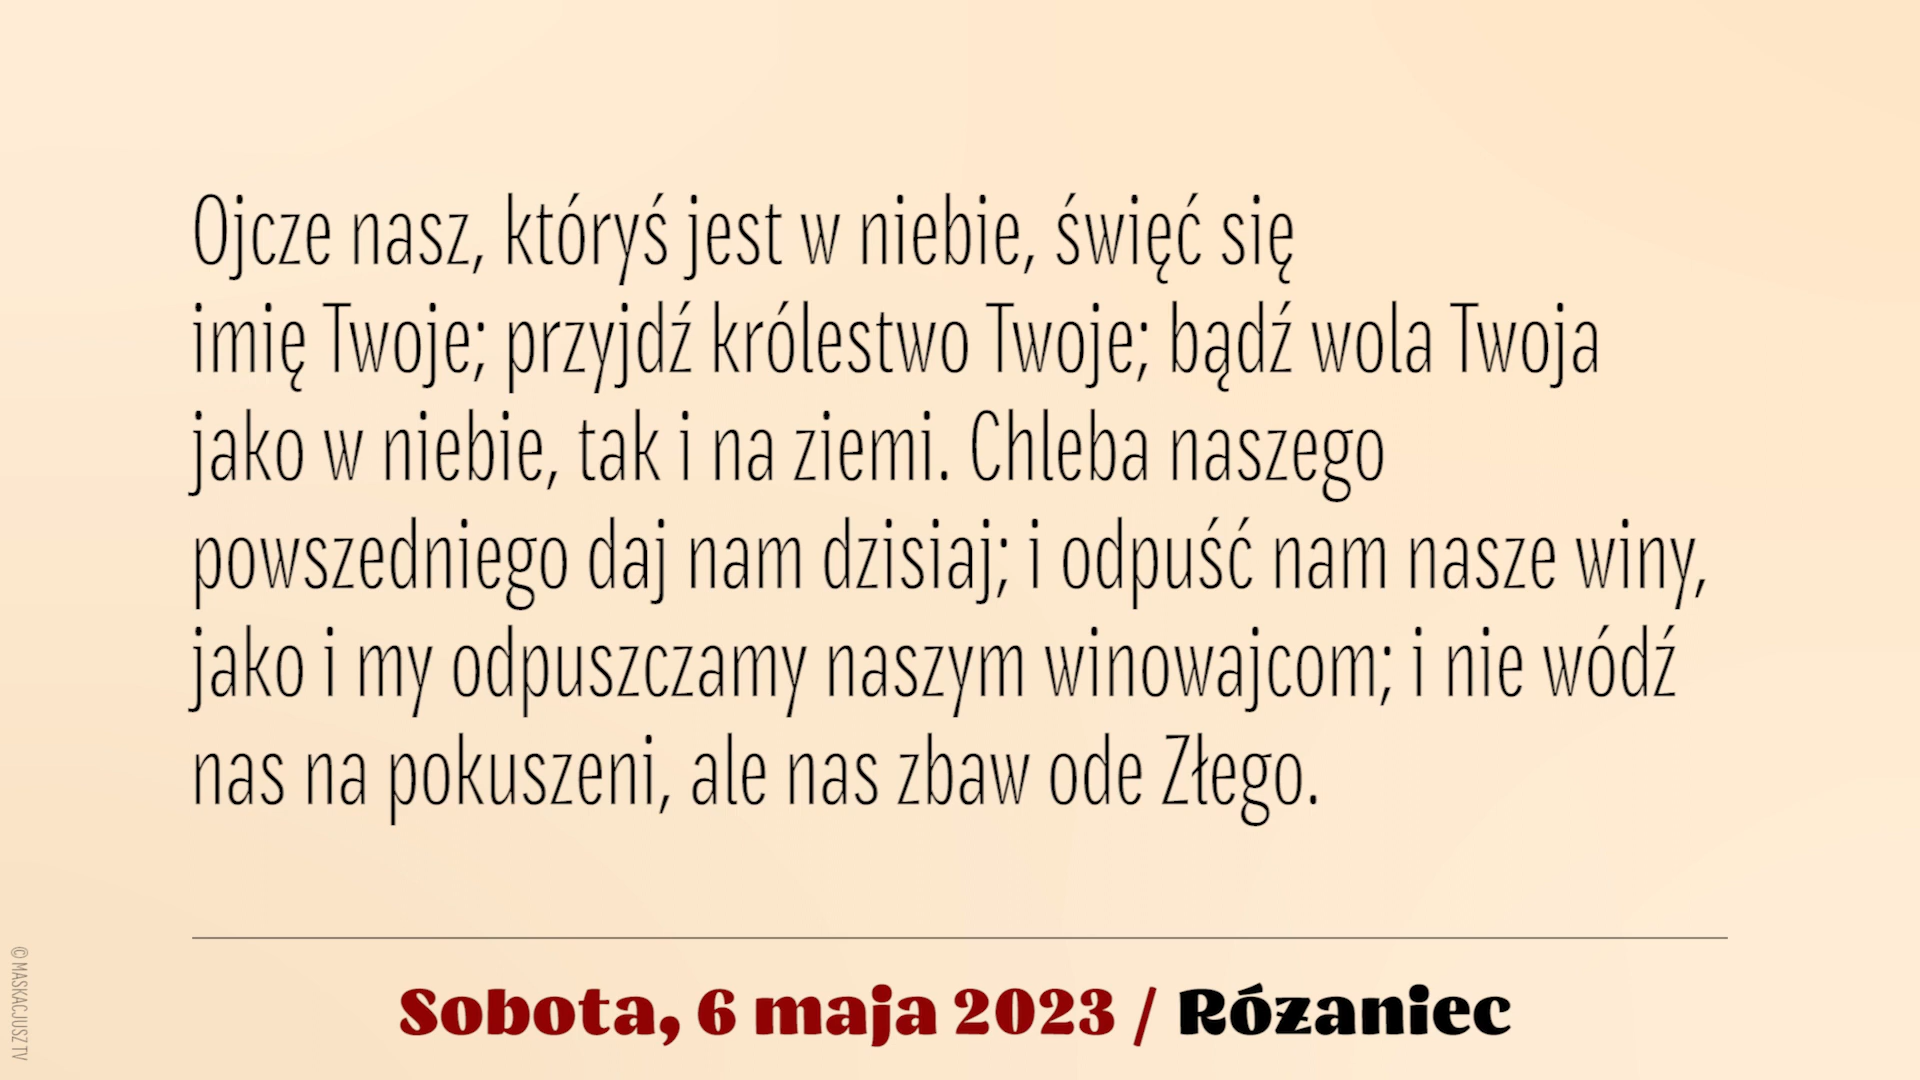 Ojcze nasz, któryś jest w niebie, święć się
imię Twoje; przyjdź królestwo Twoje; bądź wola Twoja
jako w niebie, tak i na ziemi. Chleba naszego
powszedniego daj nam dzisiaj; i odpuść nam nasze winy,
jako i my odpuszczamy naszym winowajcom; i nie wódź
nas na pokuszeni, ale nas zbaw ode Złego.
Sobota, 6 maja 2023 / Różaniec
© MASKACJUSZ TV